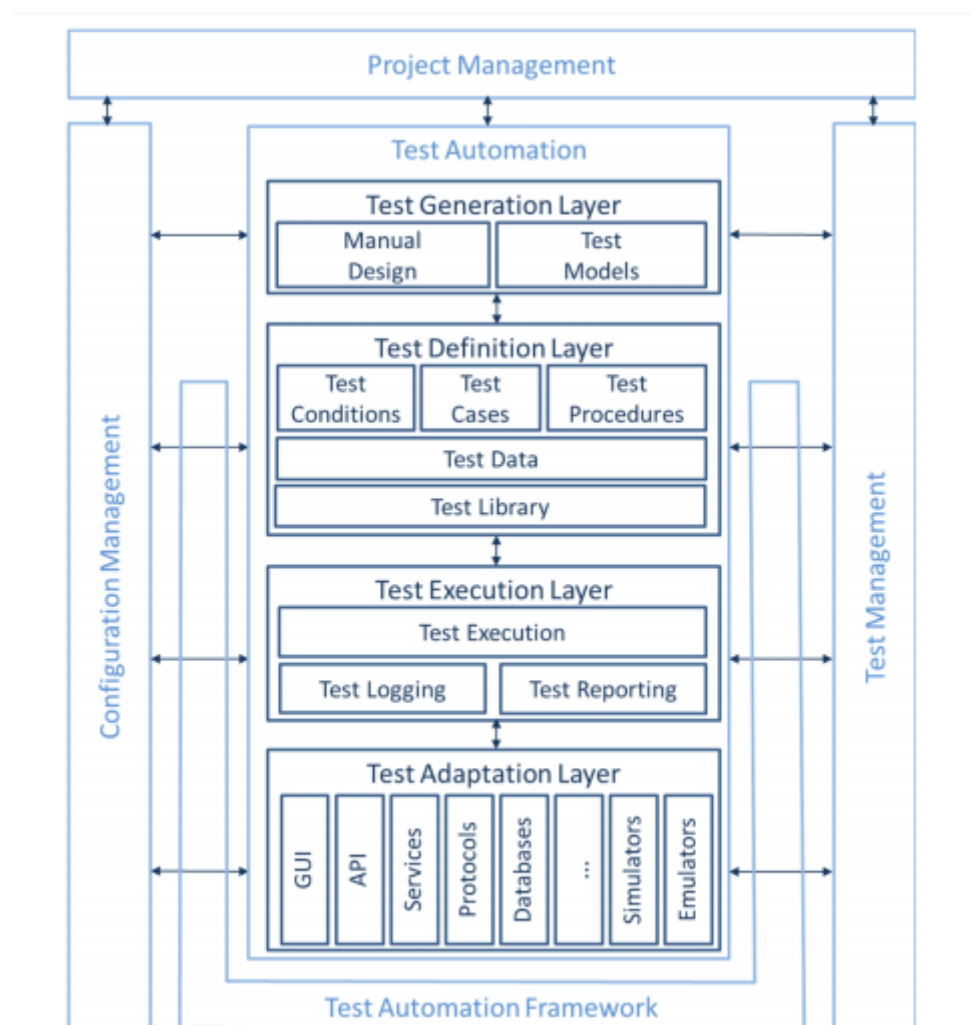 Project Management
Test Automation
Test Generation Layer
Manual
Design
Test
Models
Test Definition Layer
Test
Conditions
Test
Cases
Test
Procedures
Test Data
Test Library
Test Execution Layer
Test Execution
Test Logging
Test Reporting
Test Adaptation Layer
GUI
API
Services
Protocols
Databases
...
Simulators
Emulators
Configuration Management
Test Management
Test Automation Framework